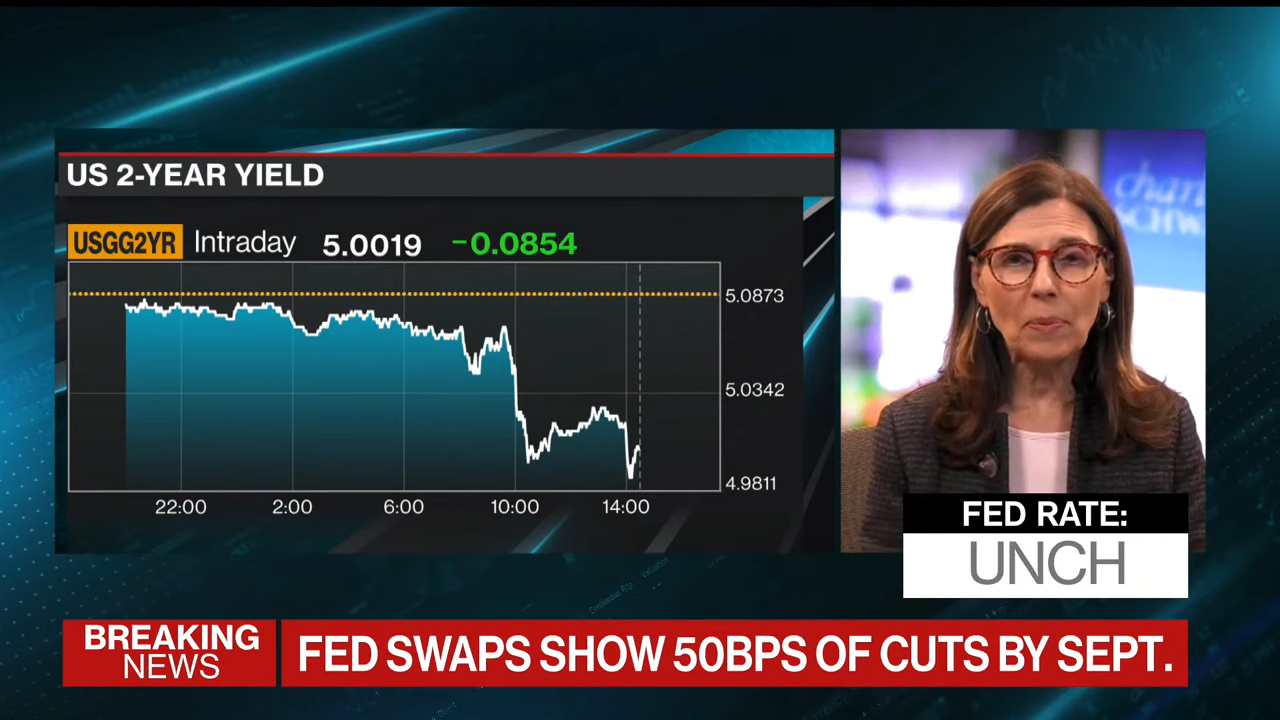 US 2-YEAR YIELD
USGG2YR Intraday 5.0019 -0.0854
5.0873
5.0342
4.9811
22:00 2:00 6:00 10:00 14:00
charl
SCHW
FED RATE:
UNCH
BREAKING
NEWS
FED SWAPS SHOW 50BPS OF CUTS BY SEPT.